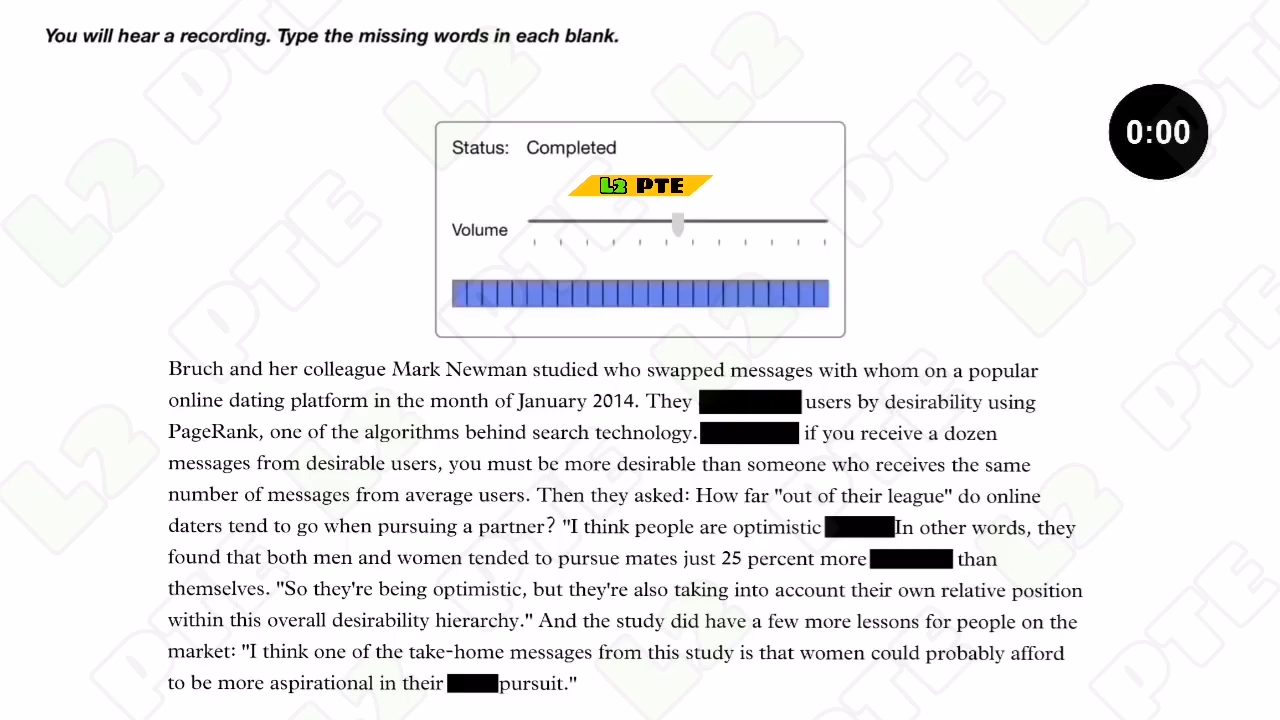 You will hear a recording. Type the missing words in each blank.
0:00
Status: Completed
L2 PTE
Volume
Bruch and her colleague Mark Newman studied who swapped messages with whom on a popular
online dating platform in the month of January 2014. They users by desirability using
PageRank, one of the algorithms behind search technology. if you receive a dozen
messages from desirable users, you must be more desirable than someone who receives the same
number of messages from average users. Then they asked: How far "out of their league" do online
daters tend to go when pursuing a partner? "I think people are optimistic In other words, they
found that both men and women tended to pursue mates just 25 percent more than
themselves. "So they're being optimistic, but they're also taking into account their own relative position
within this overall desirability hierarchy." And the study did have a few more lessons for people on the
market: "I think one of the take-home messages from this study is that women could probably afford
to be more aspirational in their pursuit."